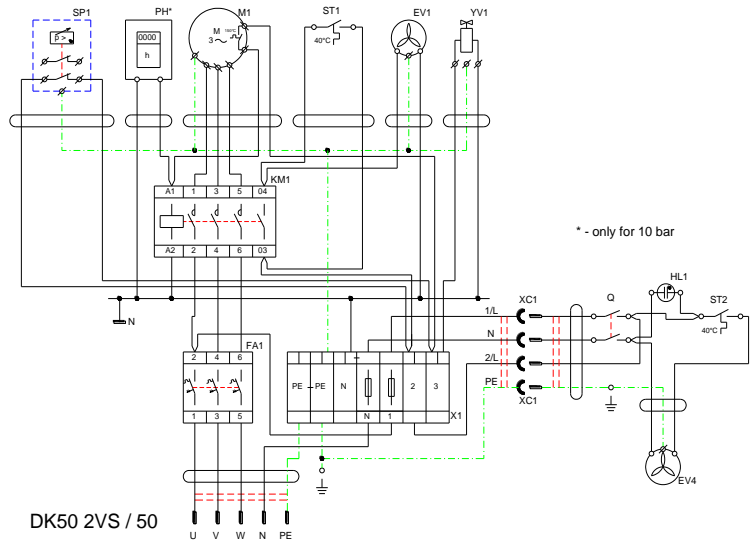 SP1 PH* M1 ST1 EV1 YV1
p > 0000 M 100°C
h 3 ~ 40°C
KM1
A1 1 3 5 04
A2 2 4 6 03
* - only for 10 bar
N
HL1
XC1 Q ST2
1/L
N 40°C
2/L
PE
XC1
FA1
2 4 6
1 3 5
PE PE N 2 3
N 1 X1
EV4
DK50 2VS / 50
U V W N PE